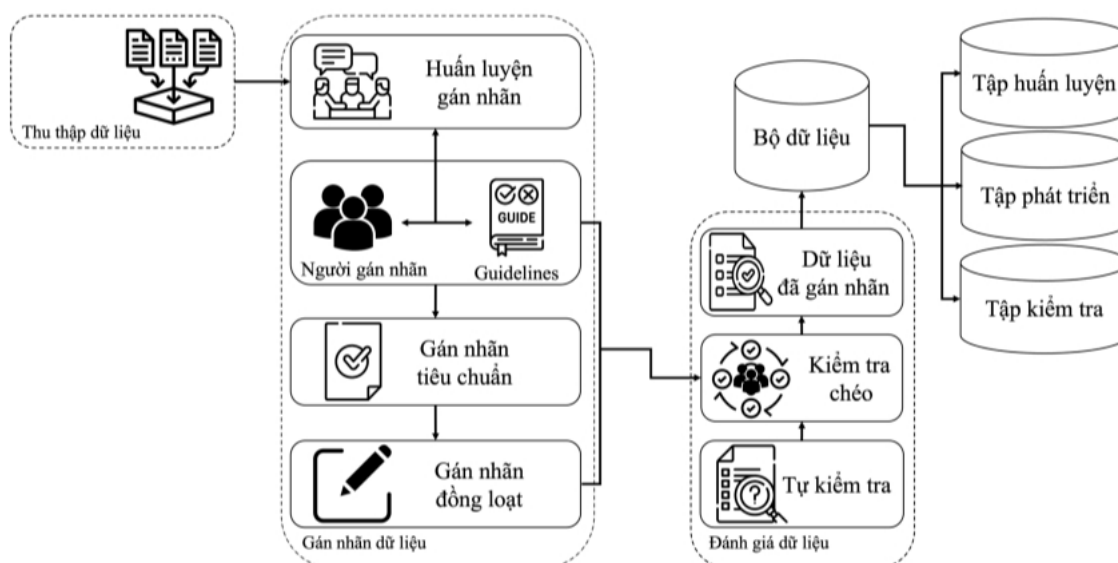 Thu thập dữ liệu
Huấn luyện
gán nhãn
GUIDE
Người gán nhãn
Guidelines
Gán nhãn
tiêu chuẩn
Gán nhãn
đồng loạt
Gán nhãn dữ liệu
Bộ dữ liệu
Dữ liệu
đã gán nhãn
Kiểm tra
chéo
?
Tự kiểm tra
Đánh giá dữ liệu
Tập huấn luyện
Tập phát triển
Tập kiểm tra